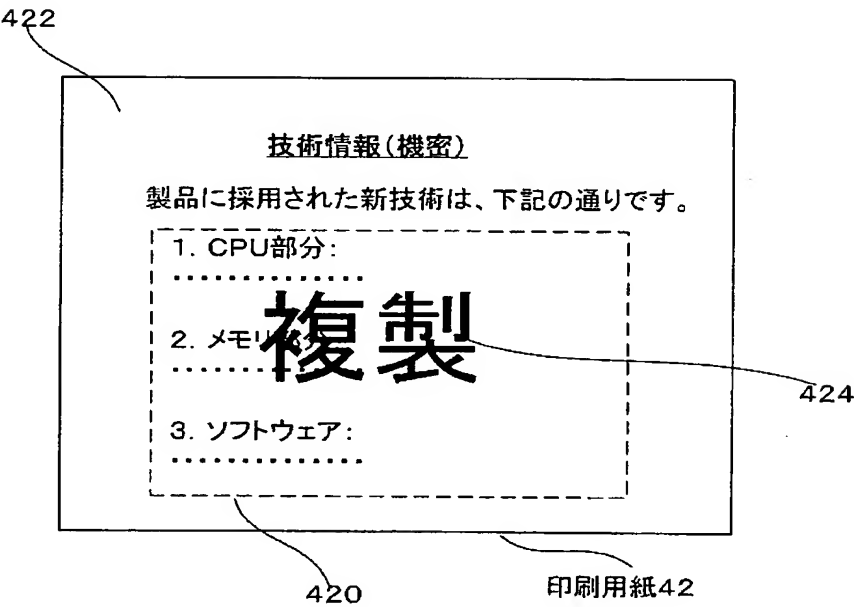 422
技術情報(機密)
製品に採用された新技術は、下記の通りです。
1. CPU部分:
複製
2. メモリ部分
424
3. ソフトウェア:
420
印刷用紙42